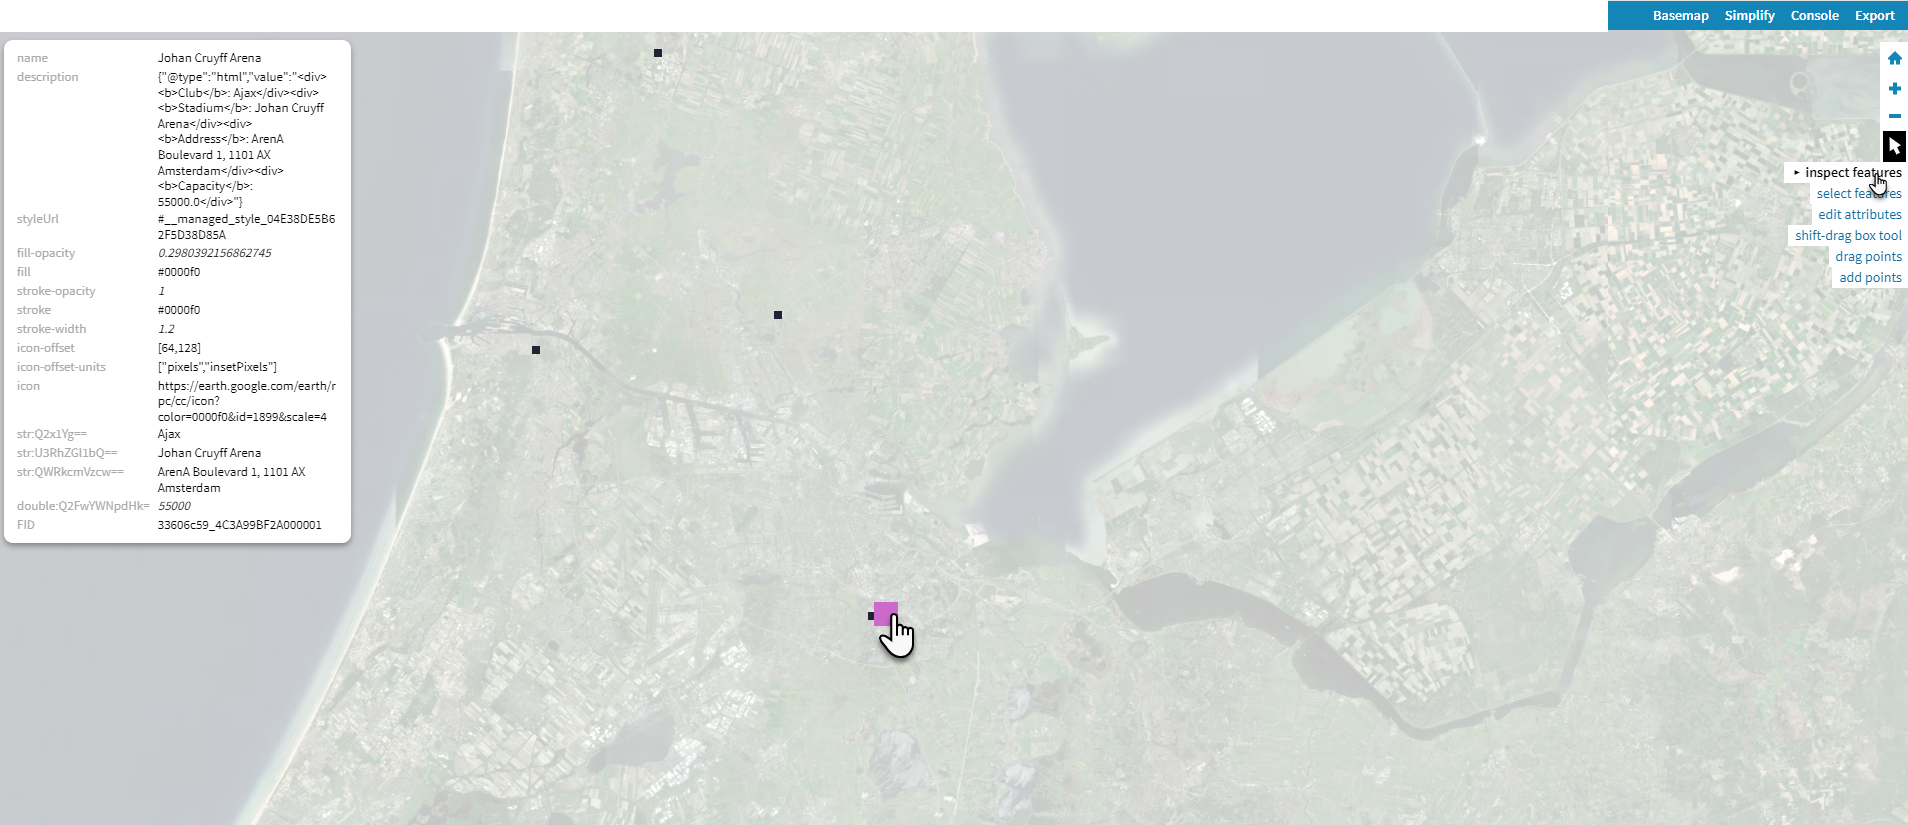 Basemap Simplify Console Export
name Johan Cruyff Arena
description {"@type":"html","value":"<div>
<b>Club</b>: Ajax</div><div>
<b>Stadium</b>: Johan Cruyff
Arena</div><div>
<b>Address</b>: ArenA
Boulevard 1, 1101 AX
Amsterdam</div><div>
<b>Capacity</b>:
55000.0</div>"}
styleUrl #__managed_style_04E38DE5B6
2F5D38D85A
fill-opacity 0.2980392156862745
fill #0000f0
stroke-opacity 1
stroke #0000f0
stroke-width 1.2
icon-offset [64,128]
icon-offset-units ["pixels","insetPixels"]
icon https://earth.google.com/earth/r
pc/cc/icon?
color=0000f0&id=1899&scale=4
str:Q2x1Yg== Ajax
str:U3RhZGl1bQ== Johan Cruyff Arena
str:QWRkcmVzcw== ArenA Boulevard 1, 1101 AX
Amsterdam
double:Q2FwYWNpdHk= 55000
FID 33606c59_4C3A99BF2A000001
▸ inspect features
select features
edit attributes
shift-drag box tool
drag points
add points